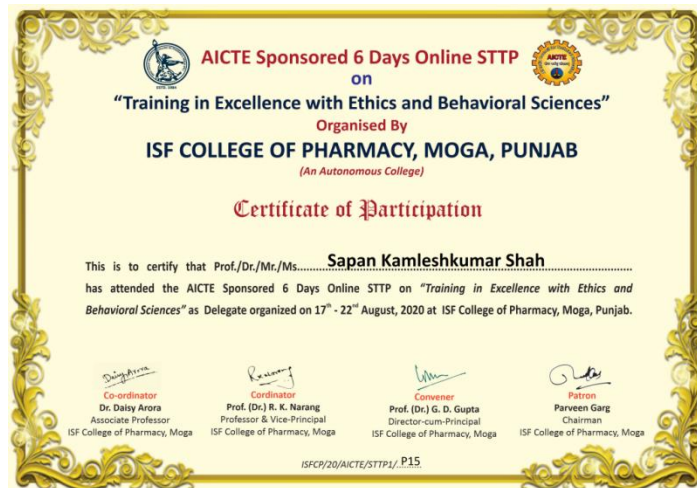 AICTE Sponsored 6 Days Online STTP
on
“Training in Excellence with Ethics and Behavioral Sciences”
Organised By
ISF COLLEGE OF PHARMACY, MOGA, PUNJAB
(An Autonomous College)
Certificate of Participation
This is to certify that Prof./Dr./Mr./Ms. Sapan Kamleshkumar Shah
has attended the AICTE Sponsored 6 Days Online STTP on “Training in Excellence with Ethics and
Behavioral Sciences” as Delegate organized on 17th - 22nd August, 2020 at ISF College of Pharmacy, Moga, Punjab.
Daisy Arora
Co-ordinator
Dr. Daisy Arora
Associate Professor
ISF College of Pharmacy, Moga
Cordinator
Prof. (Dr.) R. K. Narang
Professor & Vice-Principal
ISF College of Pharmacy, Moga
Convener
Prof. (Dr.) G. D. Gupta
Director-cum-Principal
ISF College of Pharmacy, Moga
Patron
Parveen Garg
Chairman
ISF College of Pharmacy, Moga
ISFCP/20/AICTE/STTP1/ P15
AICTE